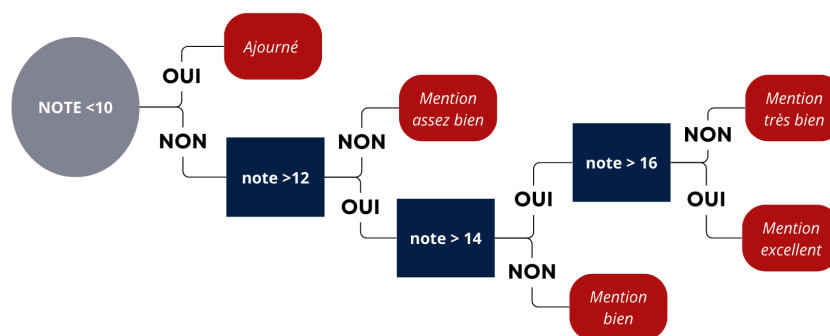 Ajourné
OUI
NOTE <10
NON
Mention
assez bien
NON
note >12
OUI
note > 14
OUI
NON
Mention
bien
note > 16
NON
Mention
très bien
OUI
Mention
excellent